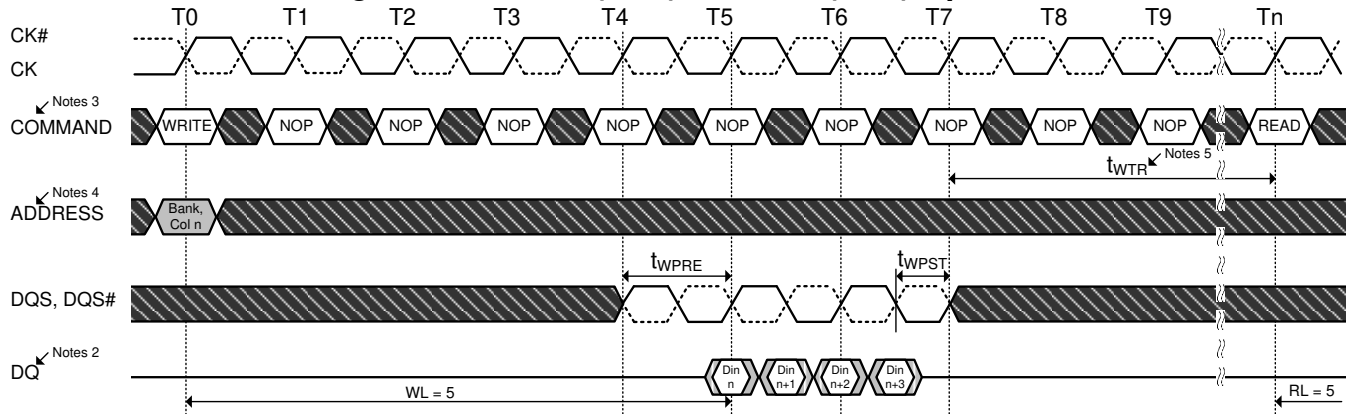 T0 T1 T2 T3 T4 T5 T6 T7 T8 T9 Tn
CK#
CK
Notes 3
COMMAND WRITE NOP NOP NOP NOP NOP NOP NOP NOP NOP READ
tWTR Notes 5
Notes 4
ADDRESS Bank,
Col n
tWPRE tWPST
DQS, DQS#
Notes 2
DQ Din Din Din Din
n n+1 n+2 n+3
WL = 5 RL = 5